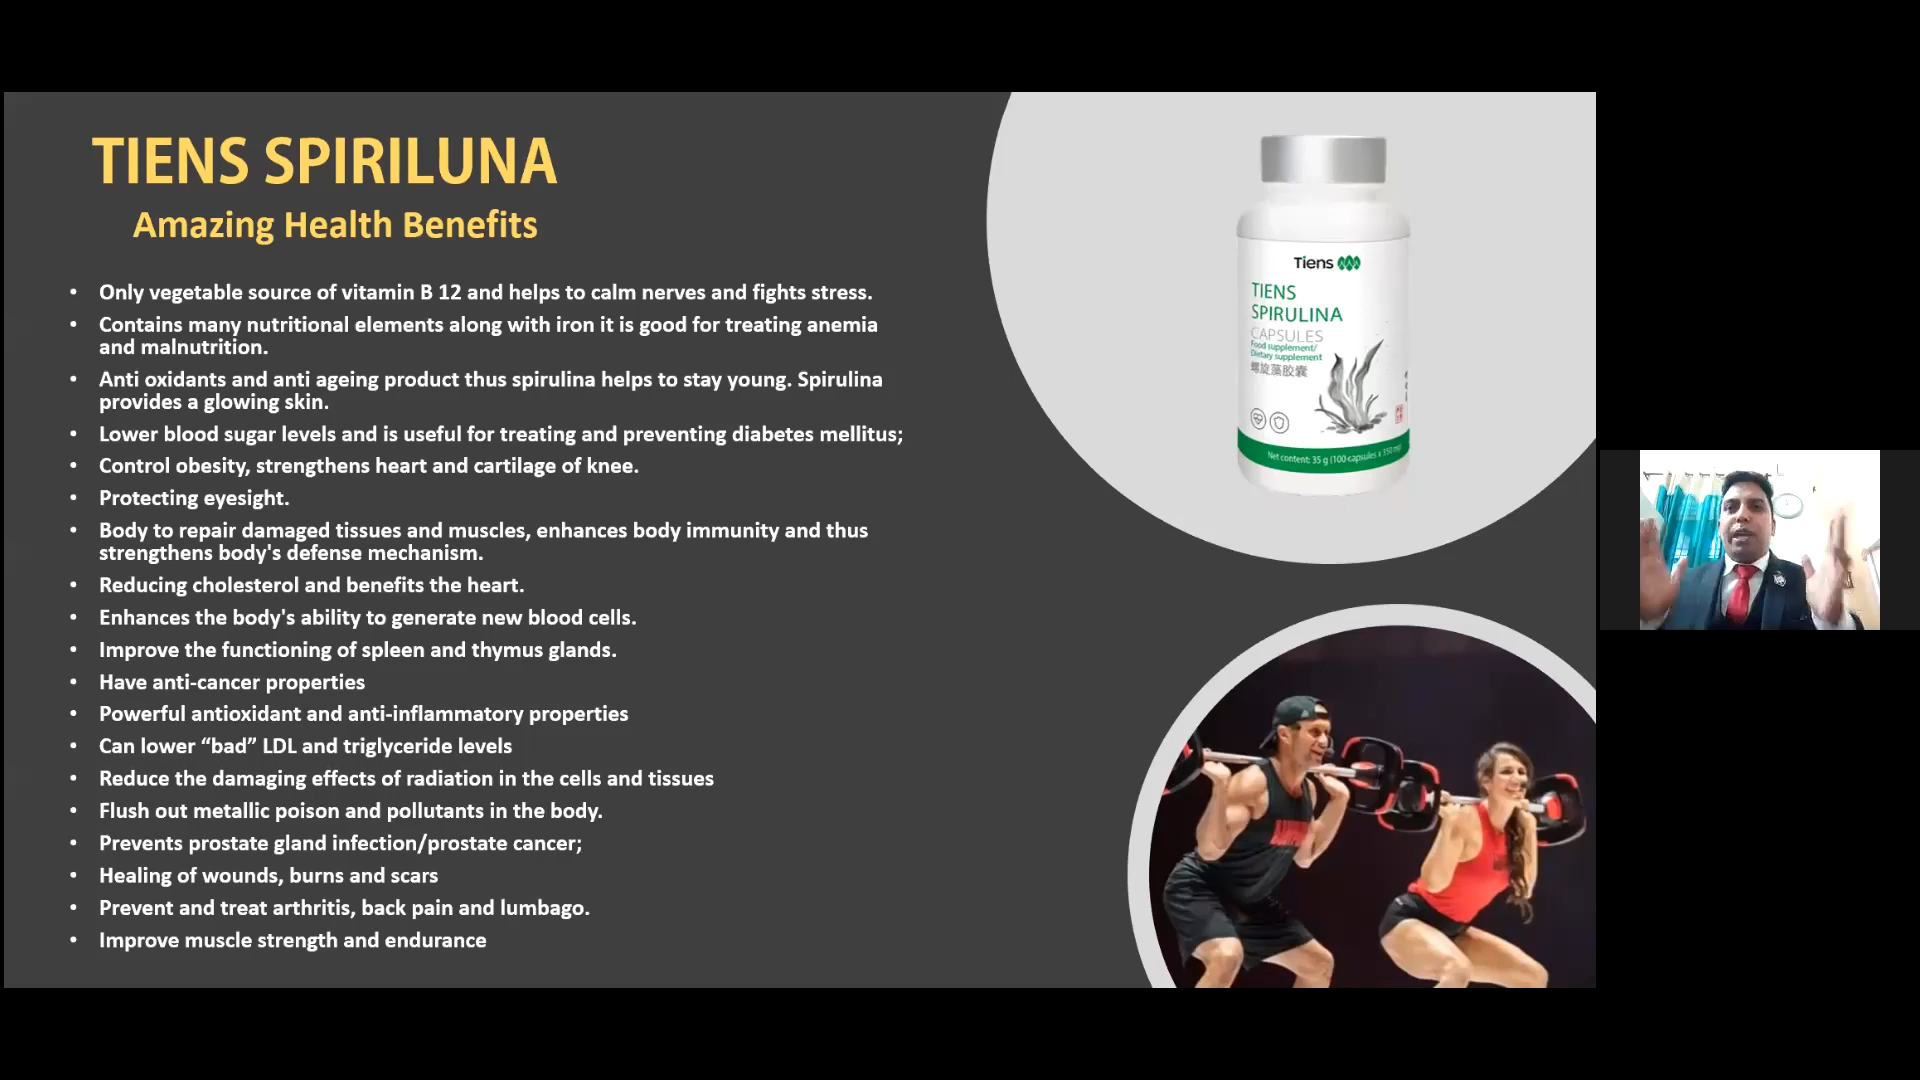 TIENS SPIRILUNA
Amazing Health Benefits
• Only vegetable source of vitamin B 12 and helps to calm nerves and fights stress.
• Contains many nutritional elements along with iron it is good for treating anemia
and malnutrition.
• Anti oxidants and anti ageing product thus spirulina helps to stay young. Spirulina
provides a glowing skin.
• Lower blood sugar levels and is useful for treating and preventing diabetes mellitus;
• Control obesity, strengthens heart and cartilage of knee.
• Protecting eyesight.
• Body to repair damaged tissues and muscles, enhances body immunity and thus
strengthens body's defense mechanism.
• Reducing cholesterol and benefits the heart.
• Enhances the body's ability to generate new blood cells.
• Improve the functioning of spleen and thymus glands.
• Have anti-cancer properties
• Powerful antioxidant and anti-inflammatory properties
• Can lower “bad” LDL and triglyceride levels
• Reduce the damaging effects of radiation in the cells and tissues
• Flush out metallic poison and pollutants in the body.
• Prevents prostate gland infection/prostate cancer;
• Healing of wounds, burns and scars
• Prevent and treat arthritis, back pain and lumbago.
• Improve muscle strength and endurance
Tiens
TIENS
SPIRULINA
CAPSULES
Food supplement/
Dietary supplement
螺旋藻胶囊
Net content: 35 g (100 capsules x 350 mg)